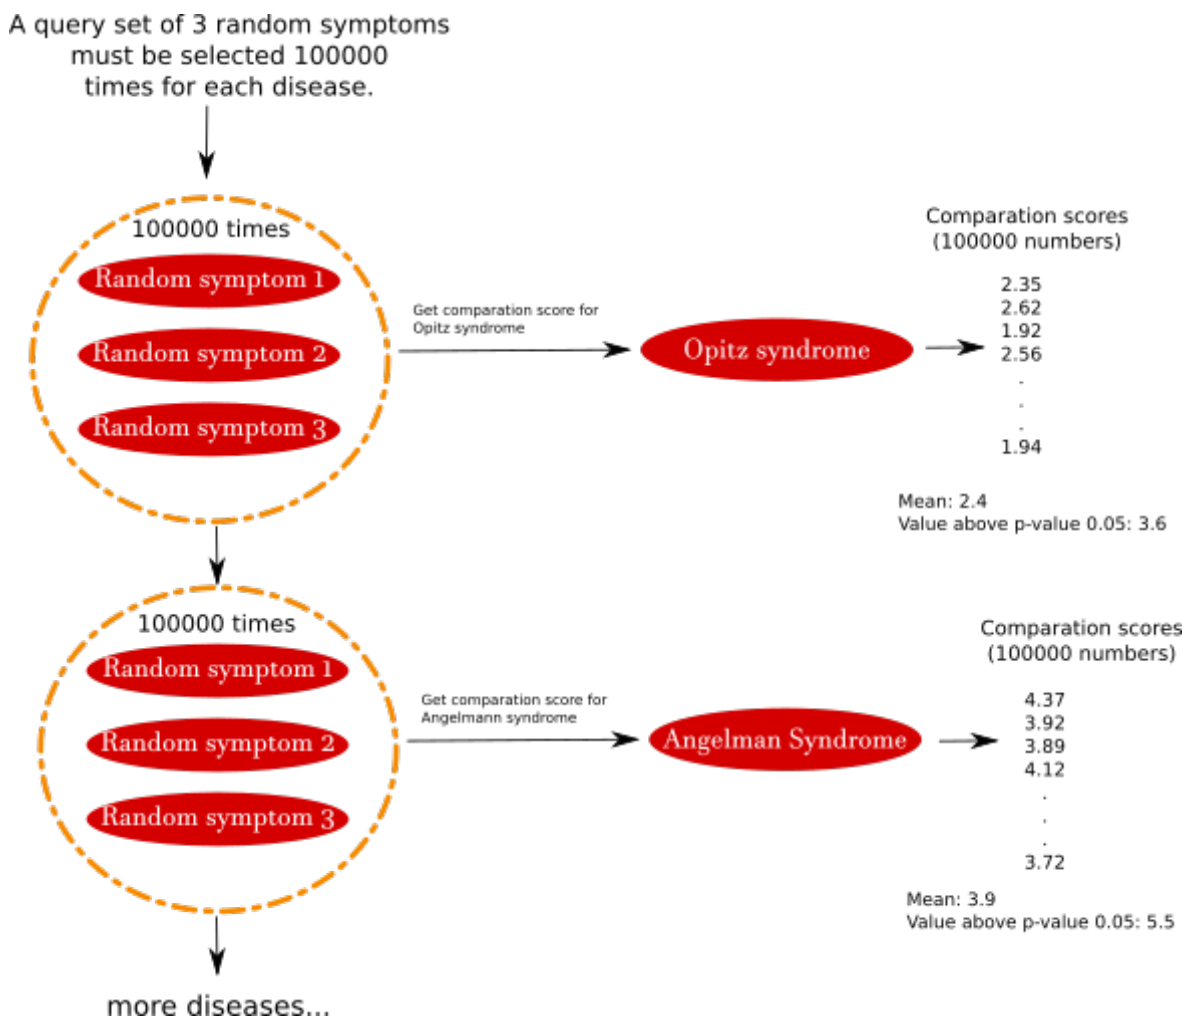 A query set of 3 random symptoms
must be selected 100000
times for each disease.
100000 times
Random symptom 1
Random symptom 2
Random symptom 3
Get comparation score for
Opitz syndrome
Opitz syndrome
Comparation scores
(100000 numbers)
2.35
2.62
1.92
2.56
.
.
.
1.94
Mean: 2.4
Value above p-value 0.05: 3.6
100000 times
Random symptom 1
Random symptom 2
Random symptom 3
Get comparation score for
Angelmann syndrome
Angelman Syndrome
Comparation scores
(100000 numbers)
4.37
3.92
3.89
4.12
.
.
.
3.72
Mean: 3.9
Value above p-value 0.05: 5.5
more diseases...